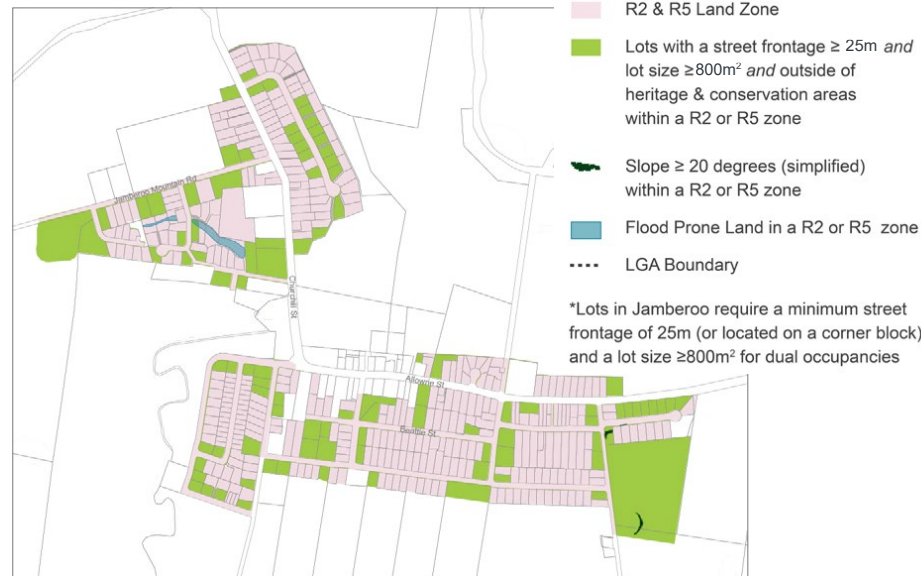 R2 & R5 Land Zone
Lots with a street frontage ≥ 25m and
lot size ≥800m² and outside of
heritage & conservation areas
within a R2 or R5 zone
Slope ≥ 20 degrees (simplified)
within a R2 or R5 zone
Flood Prone Land in a R2 or R5 zone
LGA Boundary
*Lots in Jamberoo require a minimum street
frontage of 25m (or located on a corner block)
and a lot size ≥800m² for dual occupancies
Jamberoo Mountain Rd
Churchill St
Allowrie St
Beattie St